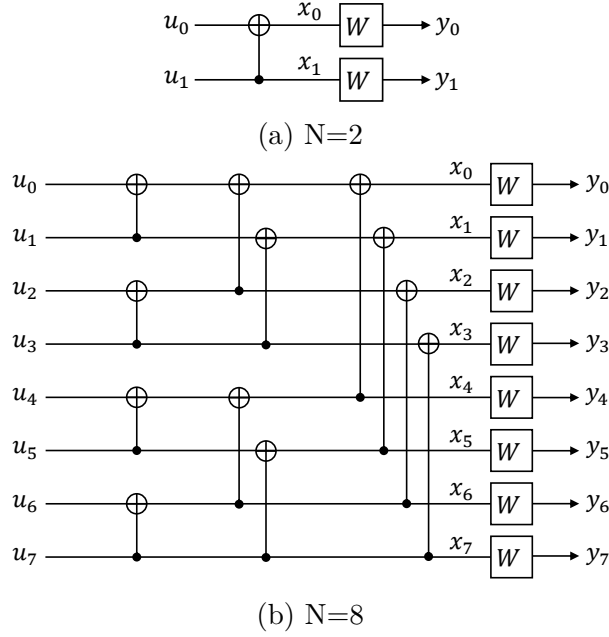 u₀ x₀ W y₀
u₁ x₁ W y₁
(a) N=2
u₀ x₀ W y₀
u₁ x₁ W y₁
u₂ x₂ W y₂
u₃ x₃ W y₃
u₄ x₄ W y₄
u₅ x₅ W y₅
u₆ x₆ W y₆
u₇ x₇ W y₇
(b) N=8